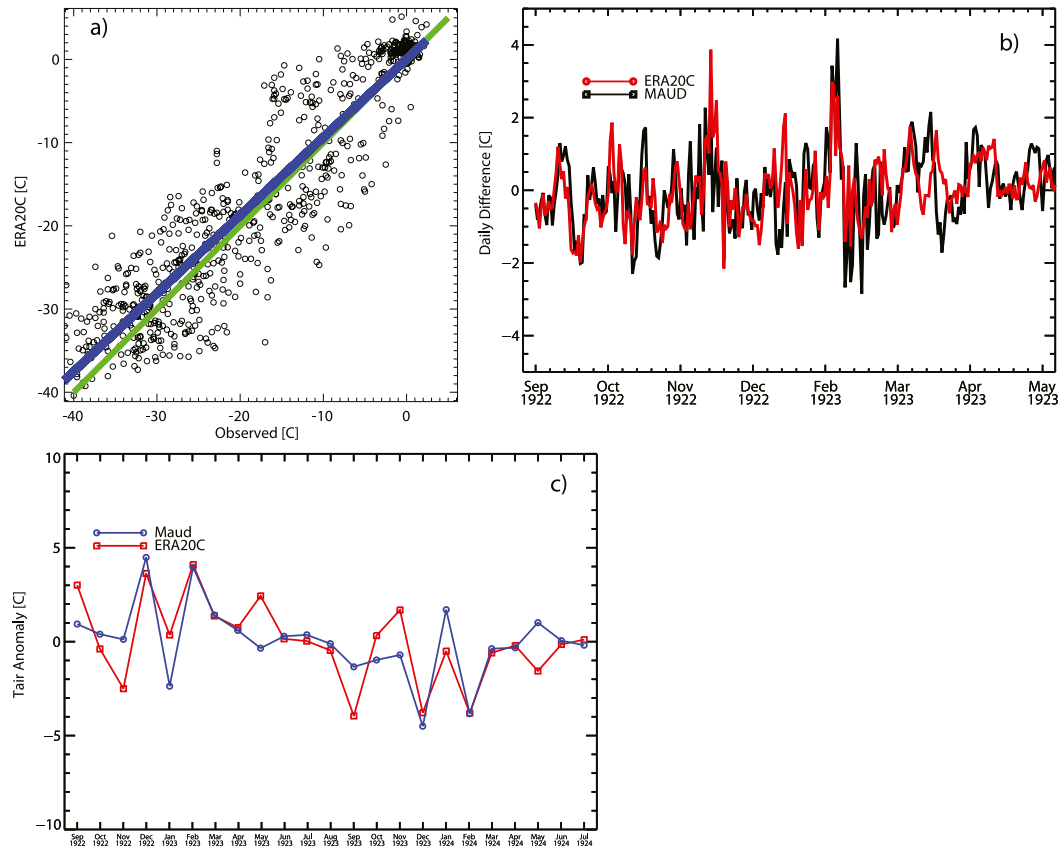 a)
ERA20C [C]
0
-10
-20
-30
-40
-40 -30 -20 -10 0
Observed [C]
b)
Daily Difference [C]
4
2
0
−2
−4
ERA20C
MAUD
Sep Oct Nov Dec Feb Mar Apr May
1922 1922 1922 1922 1923 1923 1923 1923
c)
Tair Anomaly [C]
10
5
0
−5
−10
Maud
ERA20C
Sep Oct Nov Dec Jan Feb Mar Apr May Jun Jul Aug Sep Oct Nov Dec Jan Feb Mar Apr May Jun Jul
1922 1922 1922 1922 1923 1923 1923 1923 1923 1923 1923 1923 1923 1923 1923 1923 1924 1924 1924 1924 1924 1924 1924